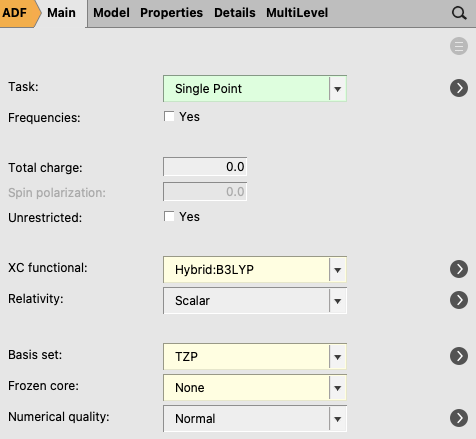 ADF Main Model Properties Details MultiLevel
Task: Single Point
Frequencies: Yes
Total charge: 0.0
Spin polarization: 0.0
Unrestricted: Yes
XC functional: Hybrid:B3LYP
Relativity: Scalar
Basis set: TZP
Frozen core: None
Numerical quality: Normal